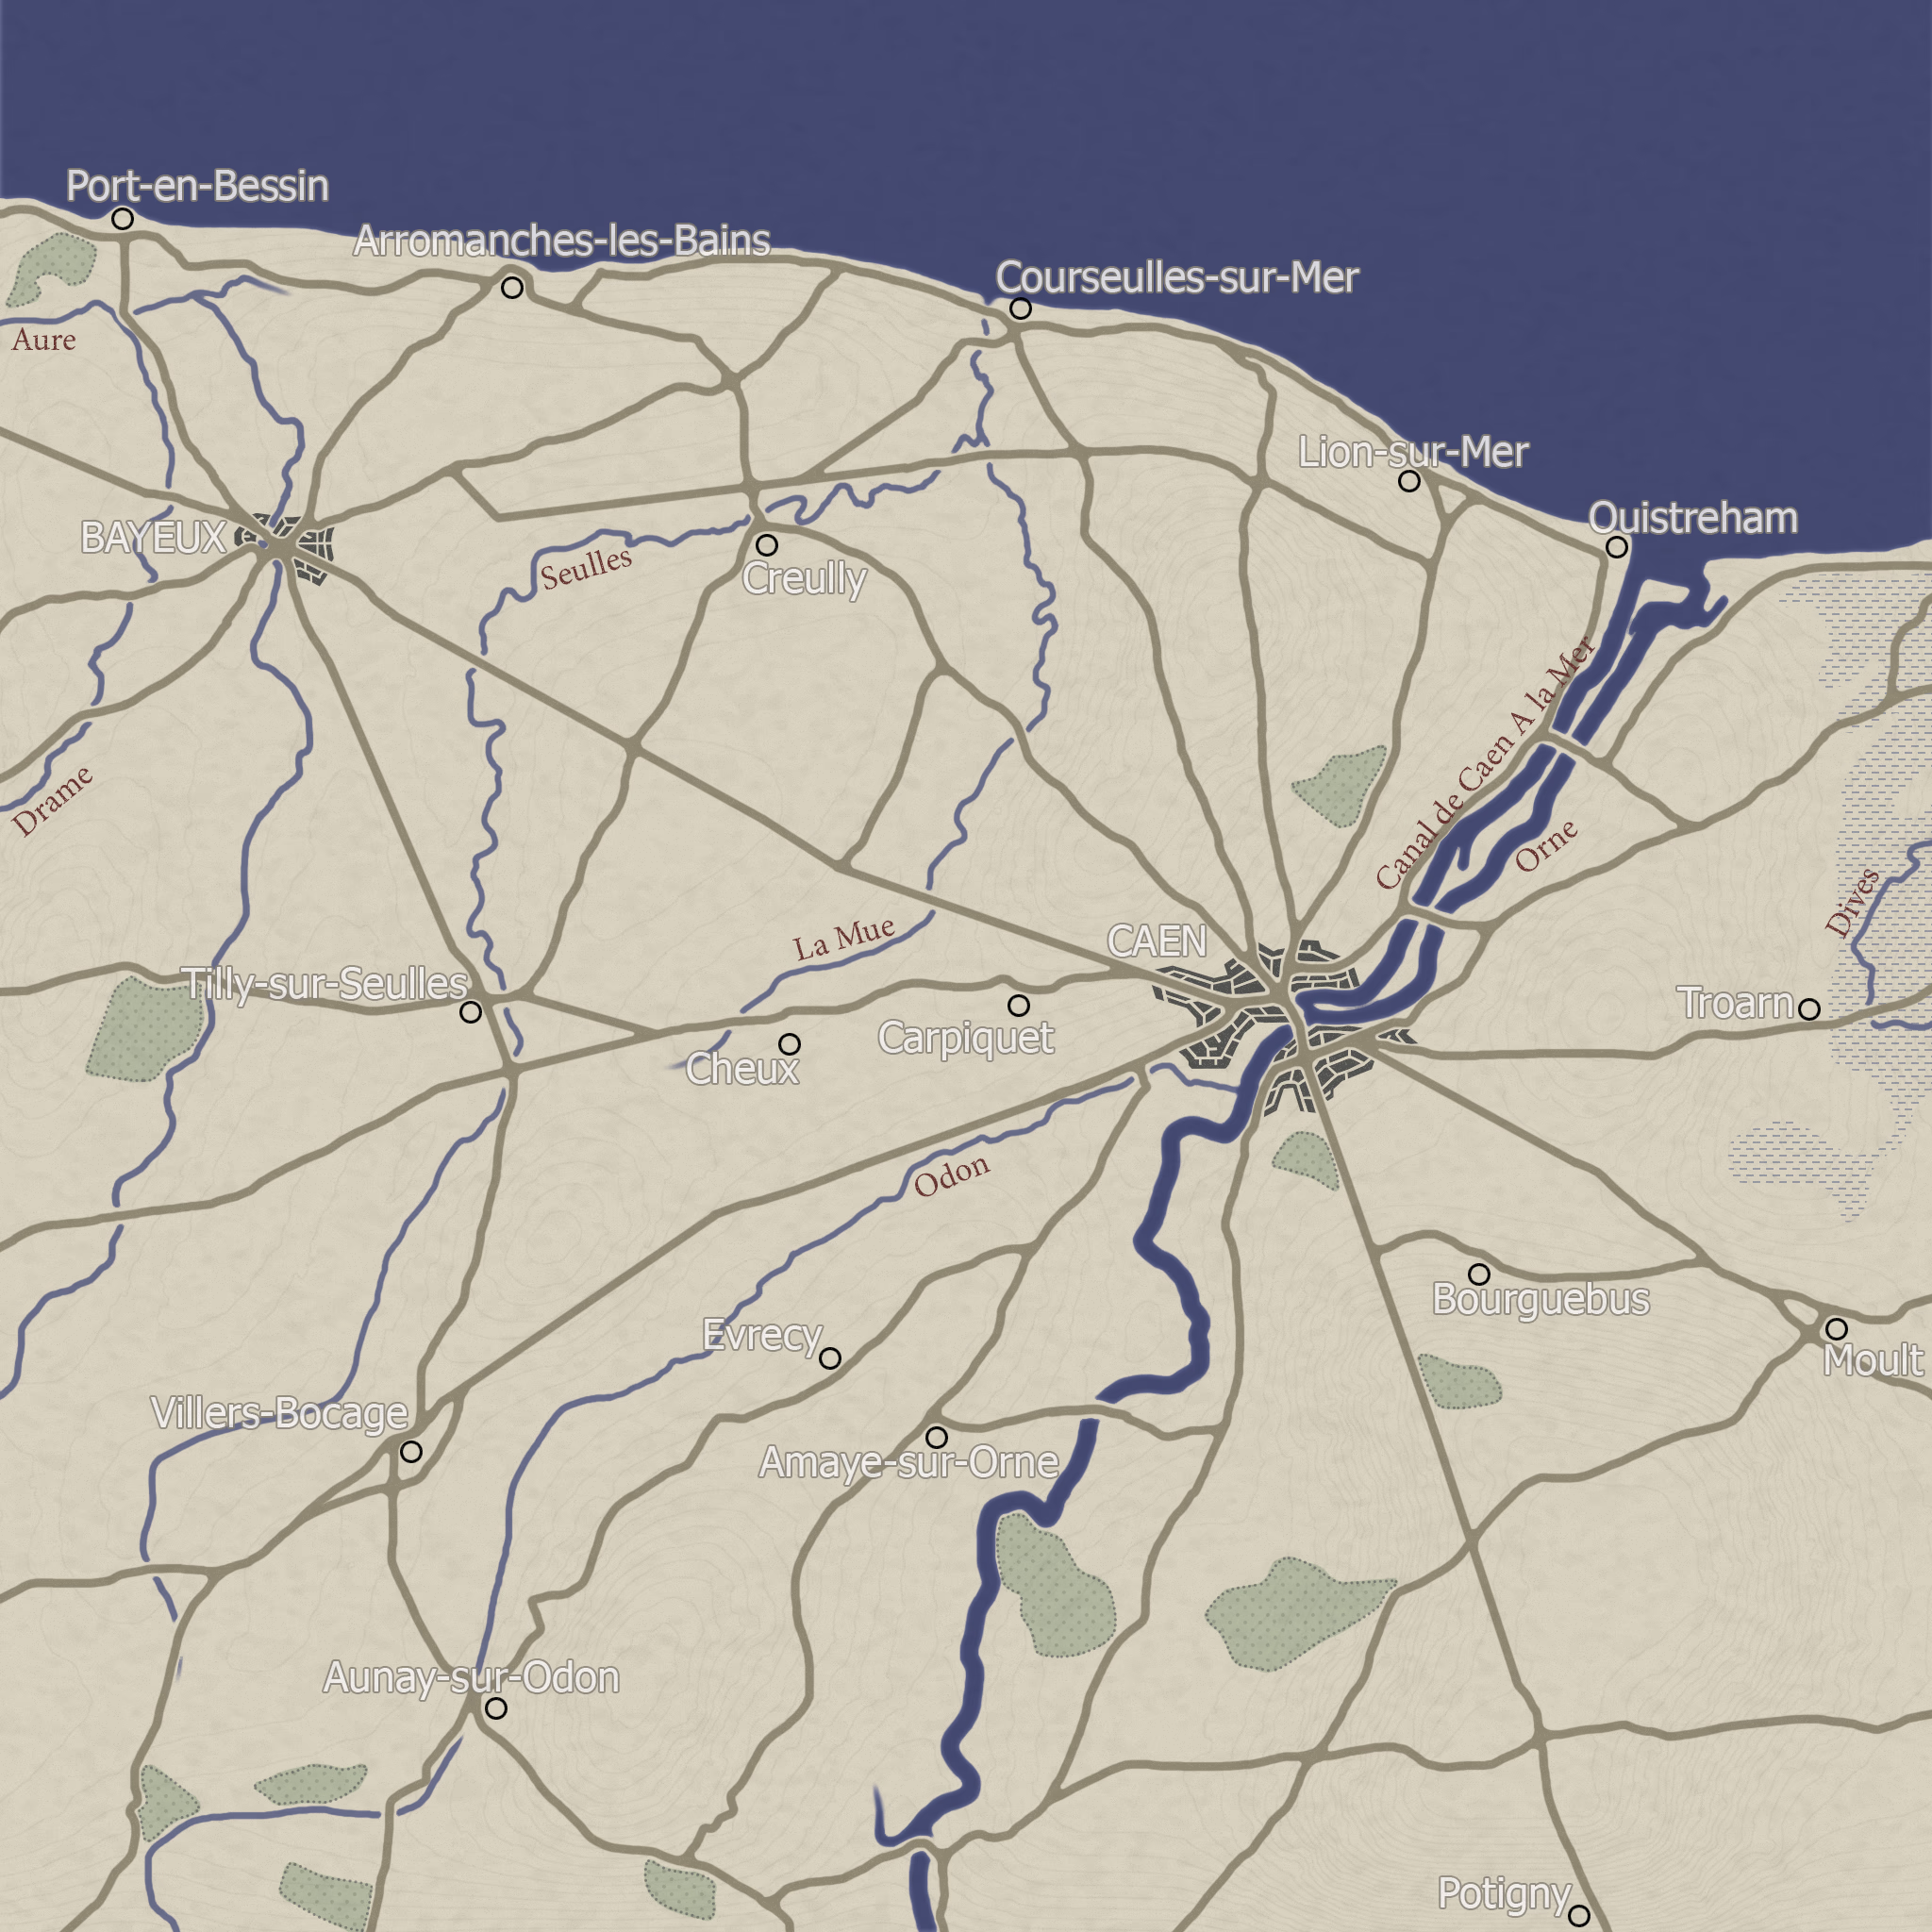 Port-en-Bessin
Arromanches-les-Bains
Courseulles-sur-Mer
Aure
Lion-sur-Mer
Ouistreham
BAYEUX
Seulles
Creully
Canal de Caen A la Mer
Drame
Orne
Dives
La Mue
CAEN
Tilly-sur-Seulles
Troarn
Carpiquet
Cheux
Odon
Bourguebus
Evrecy
Moult
Villers-Bocage
Amaye-sur-Orne
Aunay-sur-Odon
Potigny